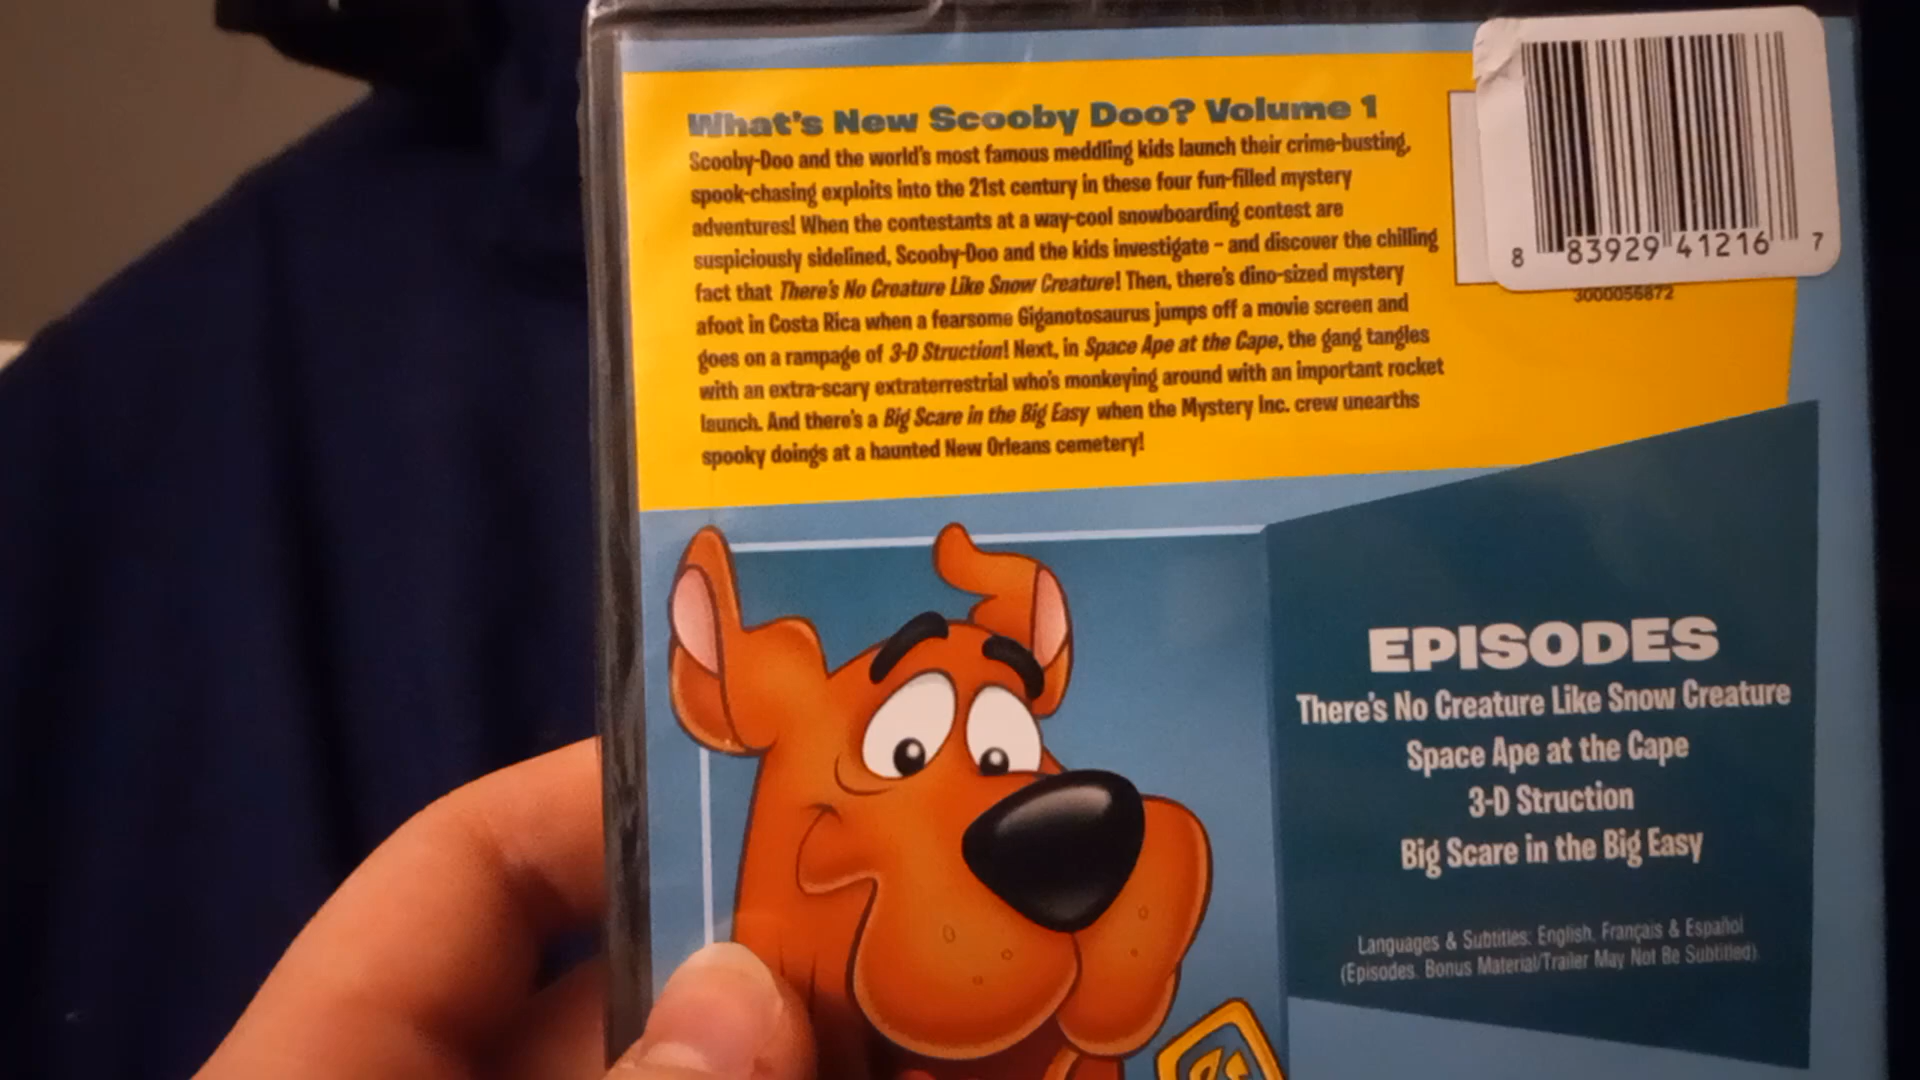 What's New Scooby Doo? Volume 1
Scooby-Doo and the world's most famous meddling kids launch their crime-busting,
spook-chasing exploits into the 21st century in these four fun-filled mystery
adventures! When the contestants at a way-cool snowboarding contest are
suspiciously sidelined, Scooby-Doo and the kids investigate – and discover the chilling
fact that There's No Creature Like Snow Creature! Then, there's dino-sized mystery
afoot in Costa Rica when a fearsome Giganotosaurus jumps off a movie screen and
goes on a rampage of 3-D Struction! Next, in Space Ape at the Cape, the gang tangles
with an extra-scary extraterrestrial who's monkeying around with an important rocket
launch. And there's a Big Scare in the Big Easy when the Mystery Inc. crew unearths
spooky doings at a haunted New Orleans cemetery!
8 83929 41216 7
3000056872
EPISODES
There's No Creature Like Snow Creature
Space Ape at the Cape
3-D Struction
Big Scare in the Big Easy
Languages & Subtitles: English, Français & Español
(Episodes. Bonus Material/Trailer May Not Be Subtitled)